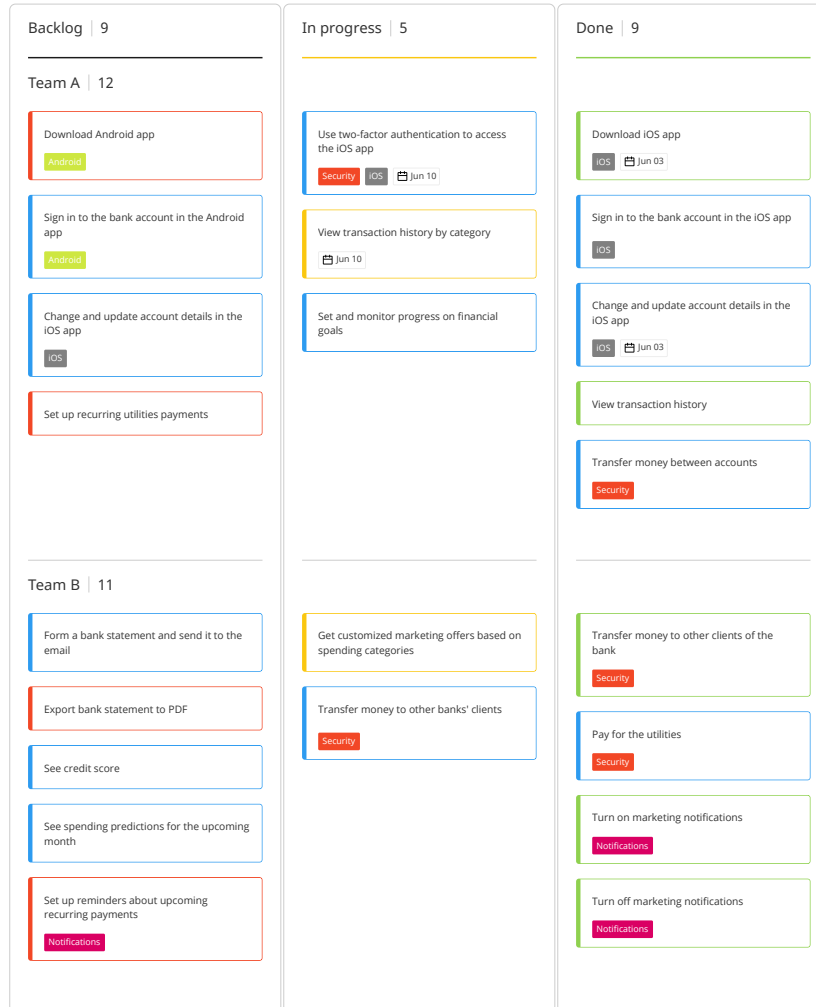 Backlog | 9
In progress | 5
Done | 9
Team A | 12
Download Android app
Android
Sign in to the bank account in the Android
app
Android
Change and update account details in the
iOS app
iOS
Set up recurring utilities payments
Use two-factor authentication to access
the iOS app
Security iOS Jun 10
View transaction history by category
Jun 10
Set and monitor progress on financial
goals
Download iOS app
iOS Jun 03
Sign in to the bank account in the iOS app
iOS
Change and update account details in the
iOS app
iOS Jun 03
View transaction history
Transfer money between accounts
Security
Team B | 11
Form a bank statement and send it to the
email
Export bank statement to PDF
See credit score
See spending predictions for the upcoming
month
Set up reminders about upcoming
recurring payments
Notifications
Get customized marketing offers based on
spending categories
Transfer money to other banks' clients
Security
Transfer money to other clients of the
bank
Security
Pay for the utilities
Security
Turn on marketing notifications
Notifications
Turn off marketing notifications
Notifications